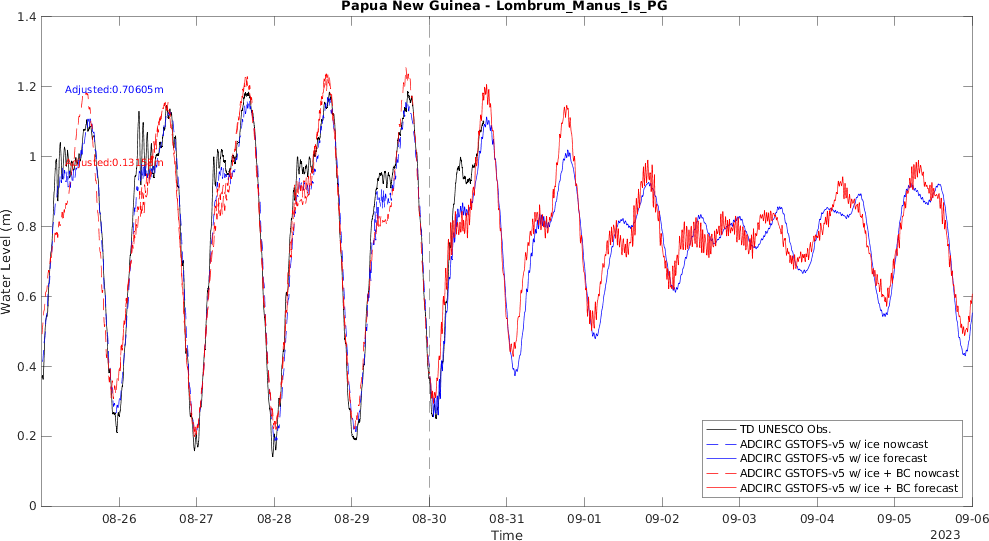 Papua New Guinea - Lombrum_Manus_Is_PG
Water Level (m)
1.4
1.2
1
0.8
0.6
0.4
0.2
0
Adjusted:0.70605m
08-26
08-27
08-28
08-29
08-30
08-31
09-01
09-02
09-03
09-04
09-05
09-06
Time
2023
TD UNESCO Obs.
ADCIRC GSTOFS-v5 w/ ice nowcast
ADCIRC GSTOFS-v5 w/ ice forecast
ADCIRC GSTOFS-v5 w/ ice + BC nowcast
ADCIRC GSTOFS-v5 w/ ice + BC forecast